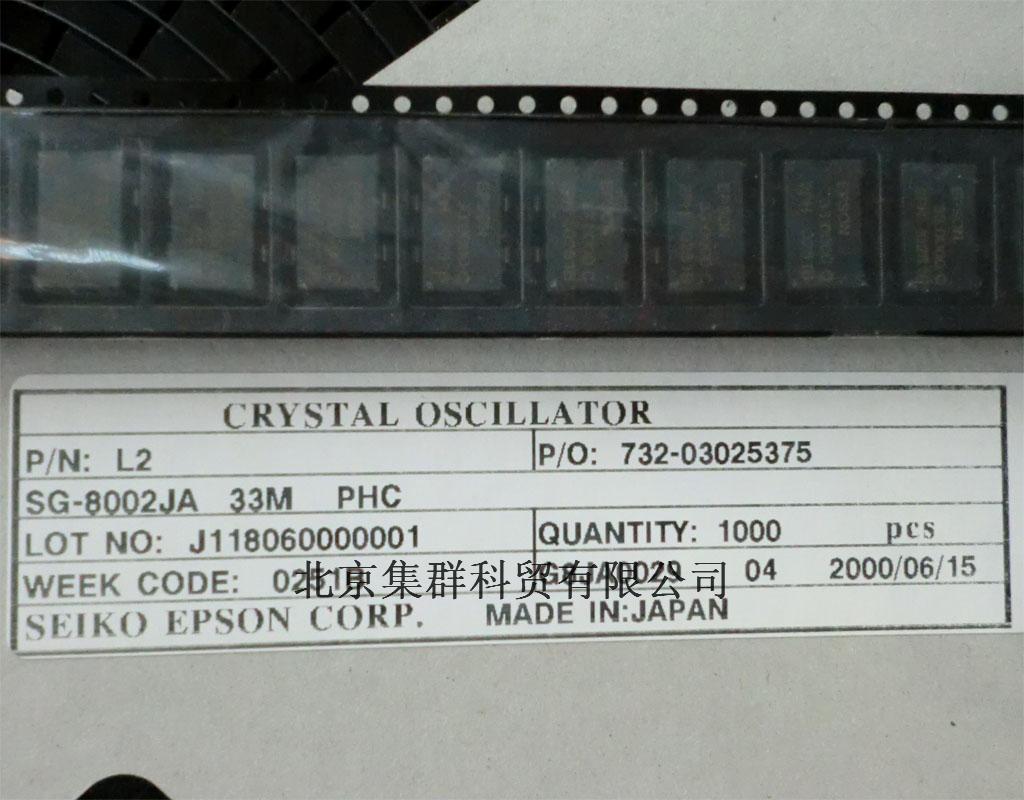 CRYSTAL OSCILLATOR
P/N: L2 P/O: 732-03025375
SG-8002JA 33M PHC
LOT NO: J118060000001 QUANTITY: 1000 pcs
WEEK CODE: 04 2000/06/15
北京集群科贸有限公司
SEIKO EPSON CORP. MADE IN:JAPAN